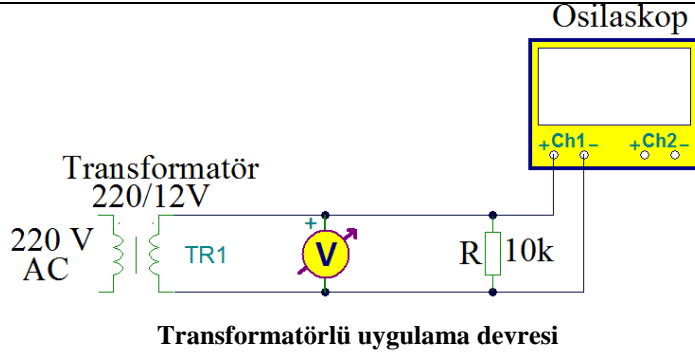 Osilaskop
+Ch1- +Ch2-
Transformatör
220/12V
220 V
AC
TR1
+
V
R 10k
Transformatörlü uygulama devresi